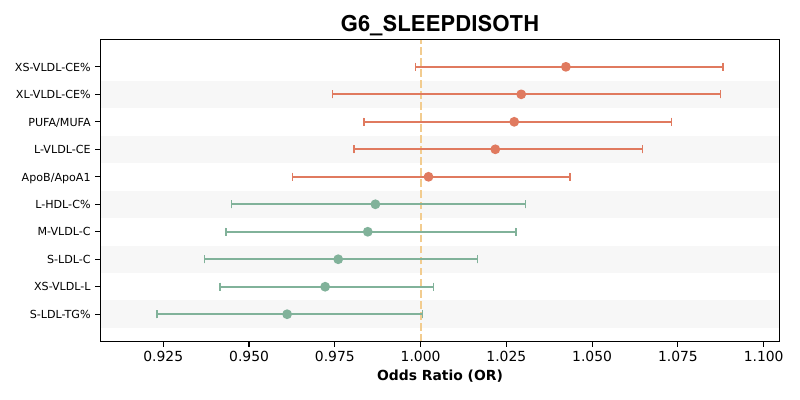 G6_SLEEPDISOTH
XS-VLDL-CE%
XL-VLDL-CE%
PUFA/MUFA
L-VLDL-CE
ApoB/ApoA1
L-HDL-C%
M-VLDL-C
S-LDL-C
XS-VLDL-L
S-LDL-TG%
0.925 0.950 0.975 1.000 1.025 1.050 1.075 1.100
Odds Ratio (OR)